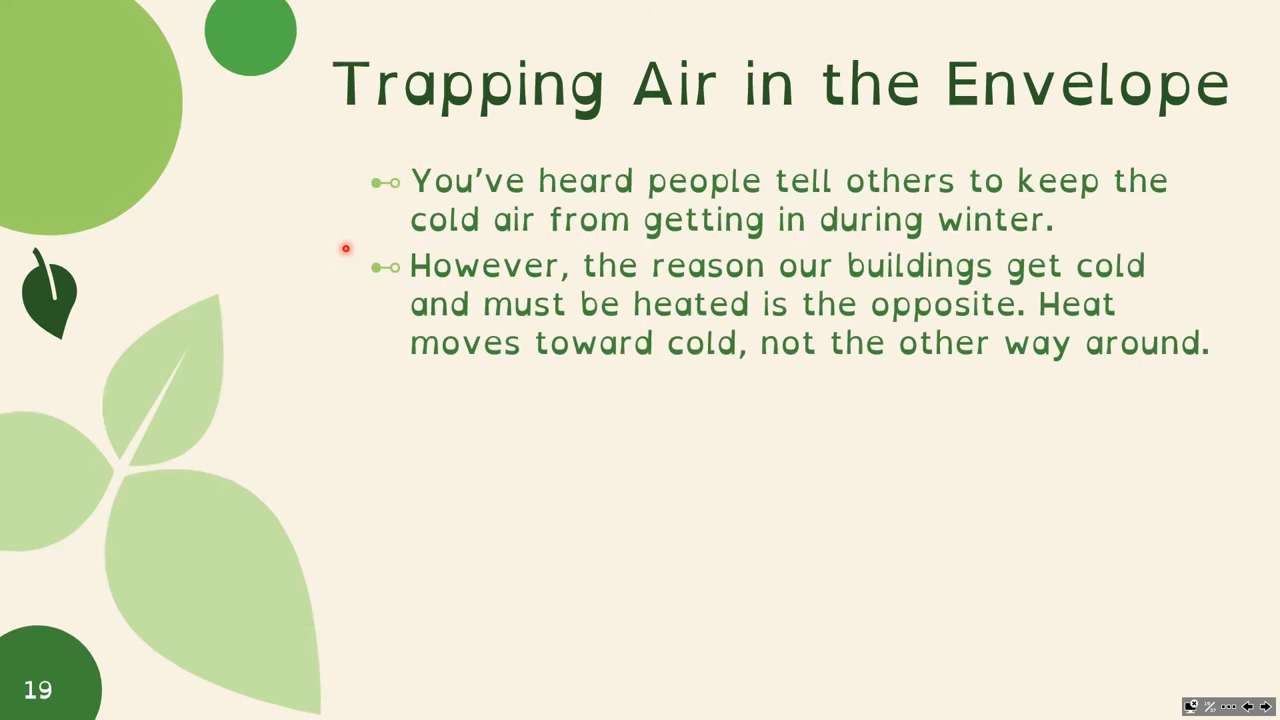 Trapping Air in the Envelope
You’ve heard people tell others to keep the
cold air from getting in during winter.
However, the reason our buildings get cold
and must be heated is the opposite. Heat
moves toward cold, not the other way around.
19